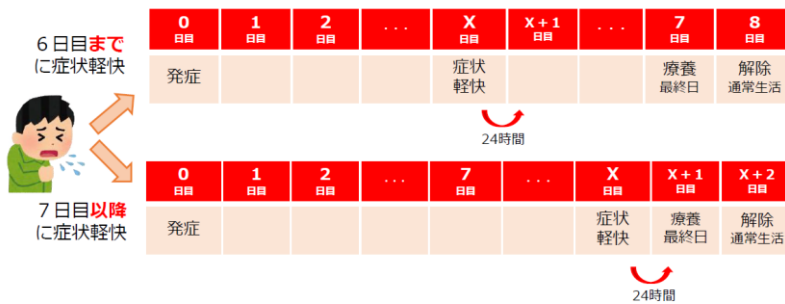 ６日目まで
に症状軽快
0 1 2 ... X X + 1 ... 7 8
日目 日目 日目 日目 日目 日目 日目
発症 症状 療養 解除
軽快 最終日 通常生活
24時間
７日目以降
に症状軽快
0 1 2 ... 7 ... X X + 1 X + 2
日目 日目 日目 日目 日目 日目 日目
発症 症状 療養 解除
軽快 最終日 通常生活
24時間